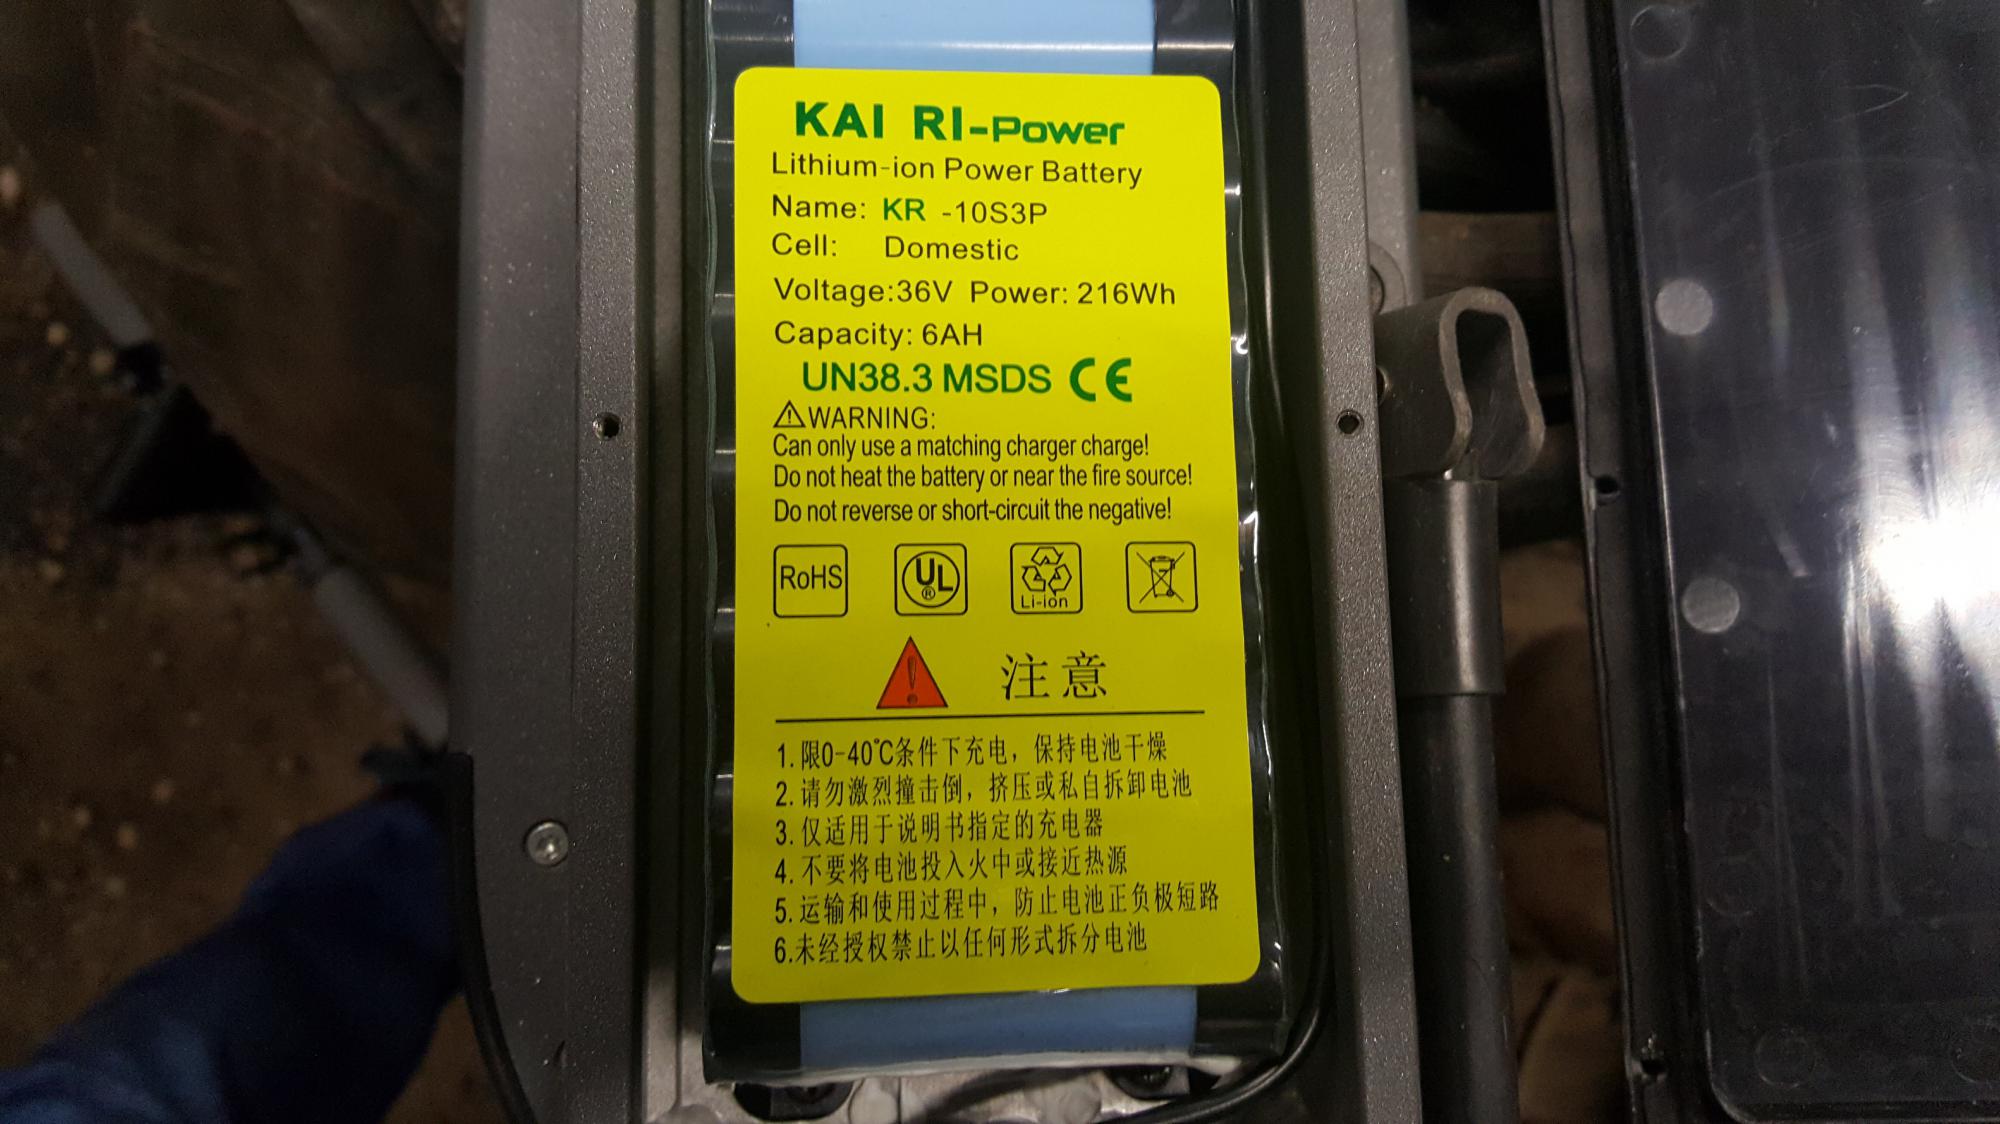 KAI RI-Power
Lithium-ion Power Battery
Name: KR -10S3P
Cell: Domestic
Voltage:36V Power: 216Wh
Capacity: 6AH
UN38.3 MSDS CE
WARNING:
Can only use a matching charger charge!
Do not heat the battery or near the fire source!
Do not reverse or short-circuit the negative!
RoHS
UL ®
Li-ion
注意
1.限0-40℃条件下充电，保持电池干燥
2.请勿激烈撞击倒，挤压或私自拆卸电池
3.仅适用于说明书指定的充电器
4.不要将电池投入火中或接近热源
5.运输和使用过程中，防止电池正负极短路
6.未经授权禁止以任何形式拆分电池